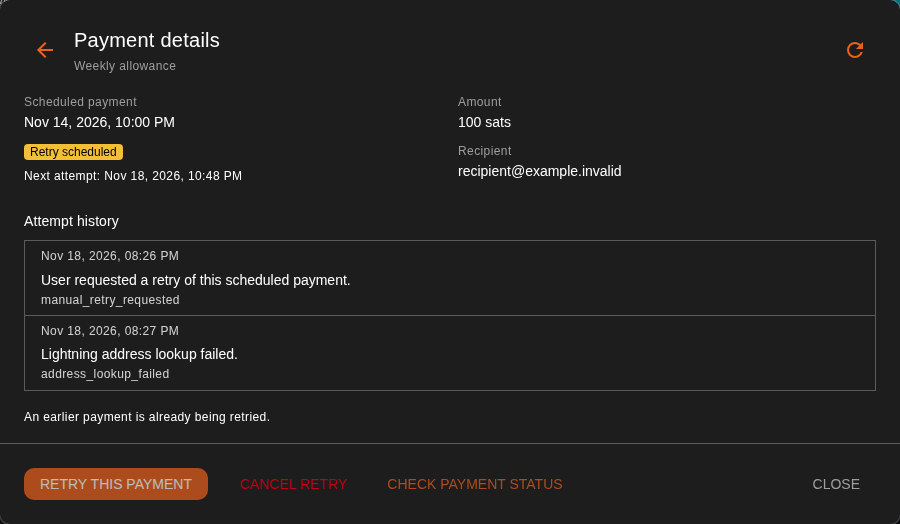 Payment details
Weekly allowance
Scheduled payment
Nov 14, 2026, 10:00 PM
Retry scheduled
Next attempt: Nov 18, 2026, 10:48 PM
Amount
100 sats
Recipient
recipient@example.invalid
Attempt history
Nov 18, 2026, 08:26 PM
User requested a retry of this scheduled payment.
manual_retry_requested
Nov 18, 2026, 08:27 PM
Lightning address lookup failed.
address_lookup_failed
An earlier payment is already being retried.
RETRY THIS PAYMENT
CANCEL RETRY
CHECK PAYMENT STATUS
CLOSE